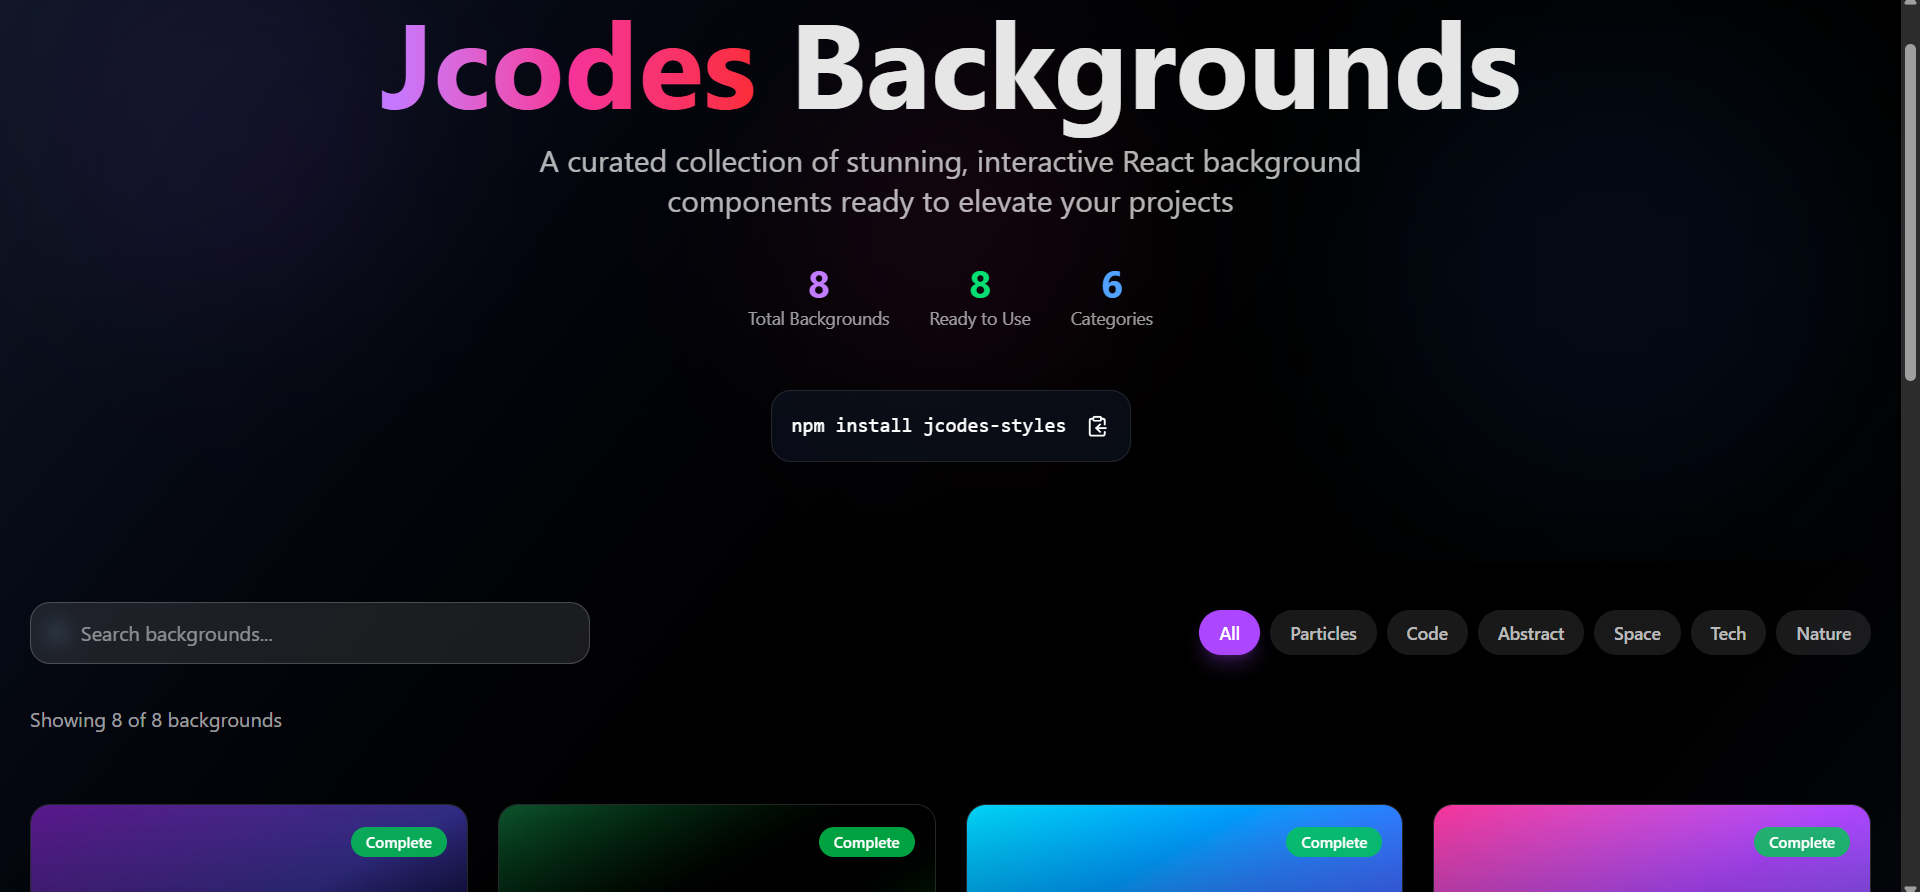 Jcodes Backgrounds
A curated collection of stunning, interactive React background
components ready to elevate your projects
8 8 6
Total Backgrounds Ready to Use Categories
npm install jcodes-styles
Search backgrounds...
All Particles Code Abstract Space Tech Nature
Showing 8 of 8 backgrounds
Complete Complete Complete Complete